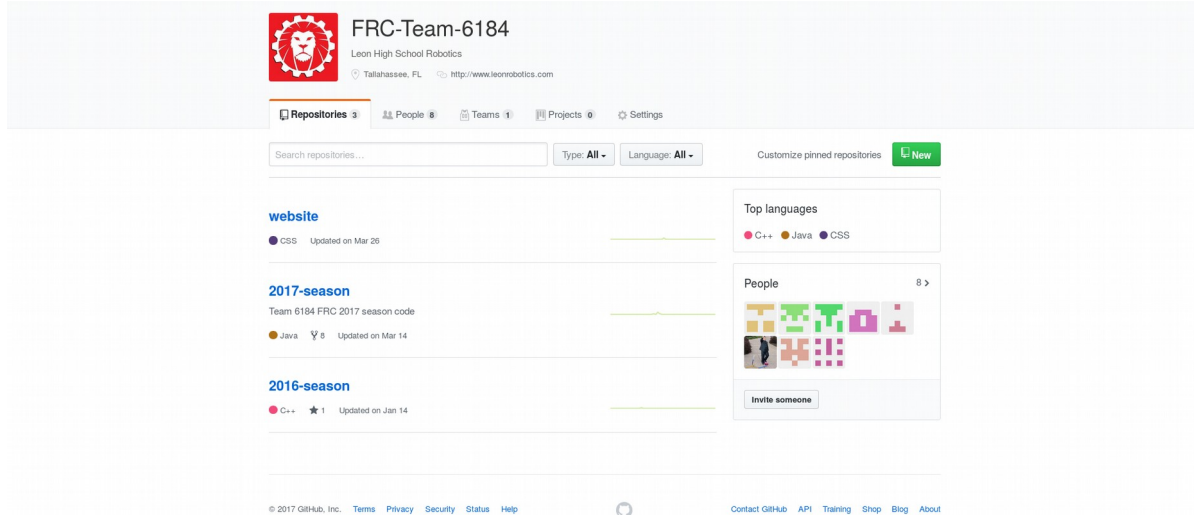 FRC-Team-6184
Leon High School Robotics
Tallahassee, FL http://www.leonrobotics.com
Repositories 3 People 8 Teams 1 Projects 0 Settings
Search repositories... Type: All Language: All Customize pinned repositories New
website
CSS Updated on Mar 26
2017-season
Team 6184 FRC 2017 season code
Java 8 Updated on Mar 14
2016-season
C++ 1 Updated on Jan 14
Top languages
C++ Java CSS
People 8
Invite someone
© 2017 GitHub, Inc. Terms Privacy Security Status Help Contact GitHub API Training Shop Blog About